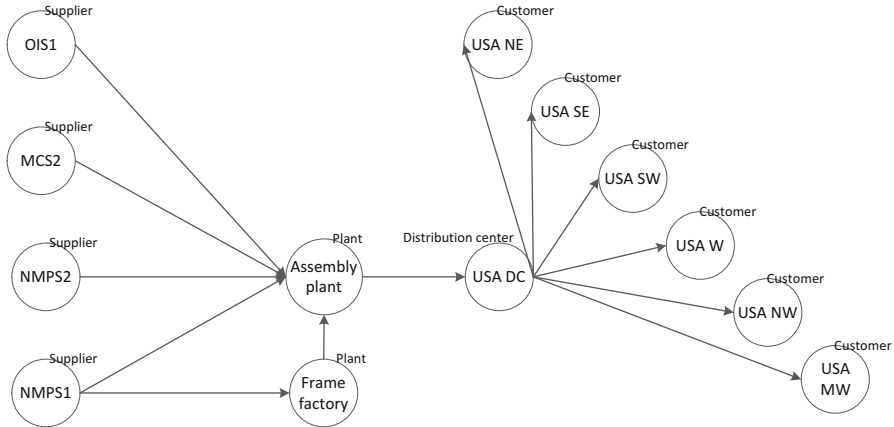 Supplier
OIS1
Supplier
MCS2
Supplier
NMPS2
Supplier
NMPS1
Plant
Assembly
plant
Plant
Frame
factory
Distribution center
USA DC
Customer
USA NE
Customer
USA SE
Customer
USA SW
Customer
USA W
Customer
USA NW
Customer
USA
MW